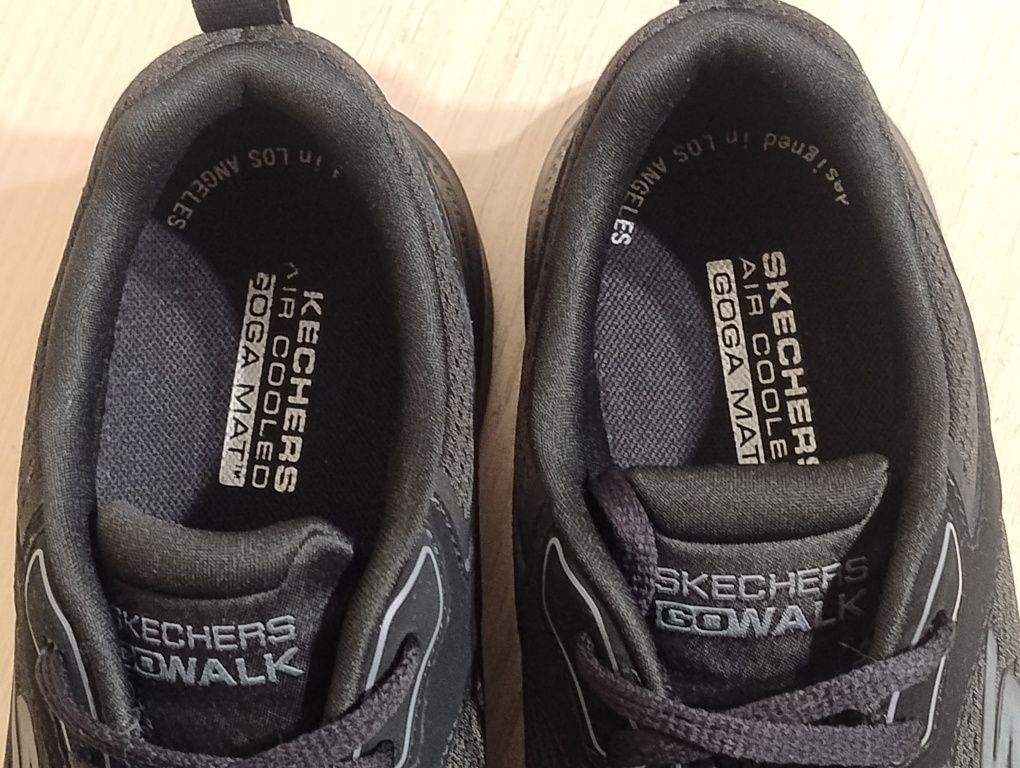 in LOS ANGELES
KECHERS
AIR COOLED
GOGA MAT
SKECHERS
GOWALK
designed in LOS ANGELES
SKECHERS
AIR COOLE
GOGA MAT
SKECHERS
GOWALK